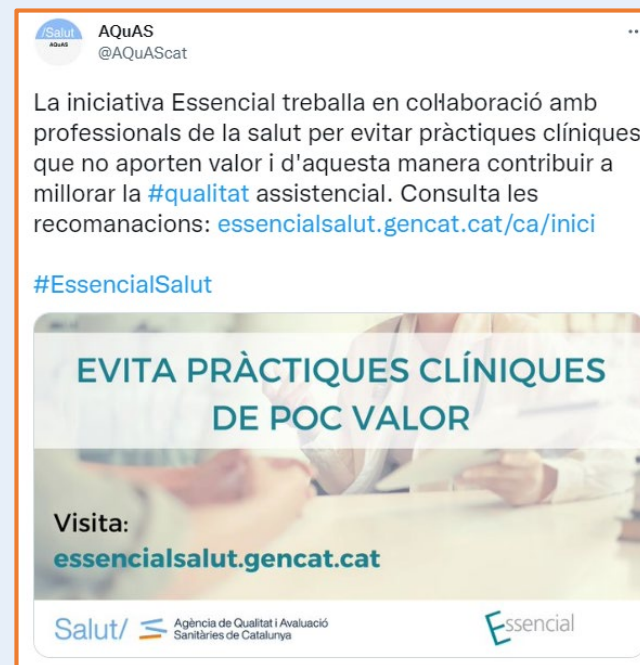 /Salut
AQuAS
AQuAS
@AQuAScat
La iniciativa Essencial treballa en col·laboració amb
professionals de la salut per evitar pràctiques clíniques
que no aporten valor i d'aquesta manera contribuir a
millorar la #qualitat assistencial. Consulta les
recomanacions: essencialsalut.gencat.cat/ca/inici
#EssencialSalut
EVITA PRÀCTIQUES CLÍNIQUES
DE POC VALOR
Visita:
essencialsalut.gencat.cat
Salut/
Agència de Qualitat i Avaluació
Sanitàries de Catalunya
Essencial